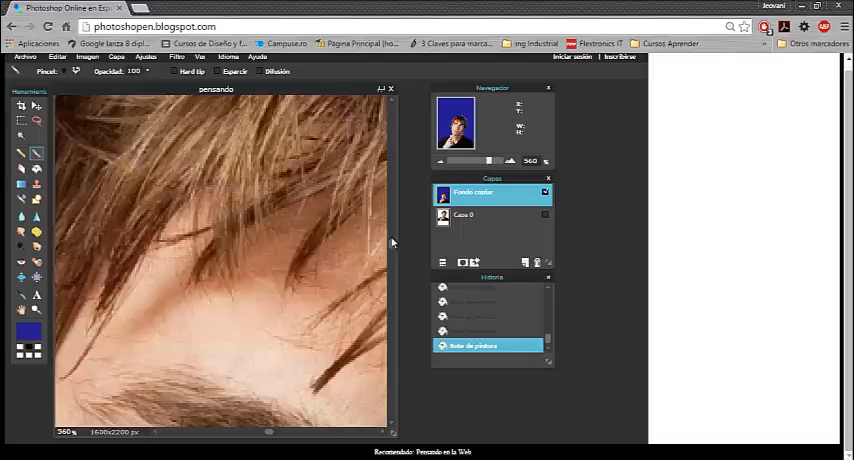 Photoshop Online en Esp
Jeovani
photoshopen.blogspot.com
Aplicaciones
Google lanza 8 dipl...
Cursos de Diseño y f...
Campuse.ro
Página Principal (ho...
3 Claves para marca...
ing Industrial
Flextronics IT
Cursos Aprender
»
Otros marcadores
Archivo Editar Imagen Capa Ajustes Filtro Ver Idioma Ayuda
Iniciar sesión | Inscribirse
Pincel: Opacidad: 100 Hard tip Esparcir Difusión
Herramienta
pensando
Navegador
X:
Y:
W:
H:
560 %
Capas
Fondo copiar
Capa 0
Historia
Bote de pintura
560% 1600x2200 px
Recomendado: Pensando en la Web